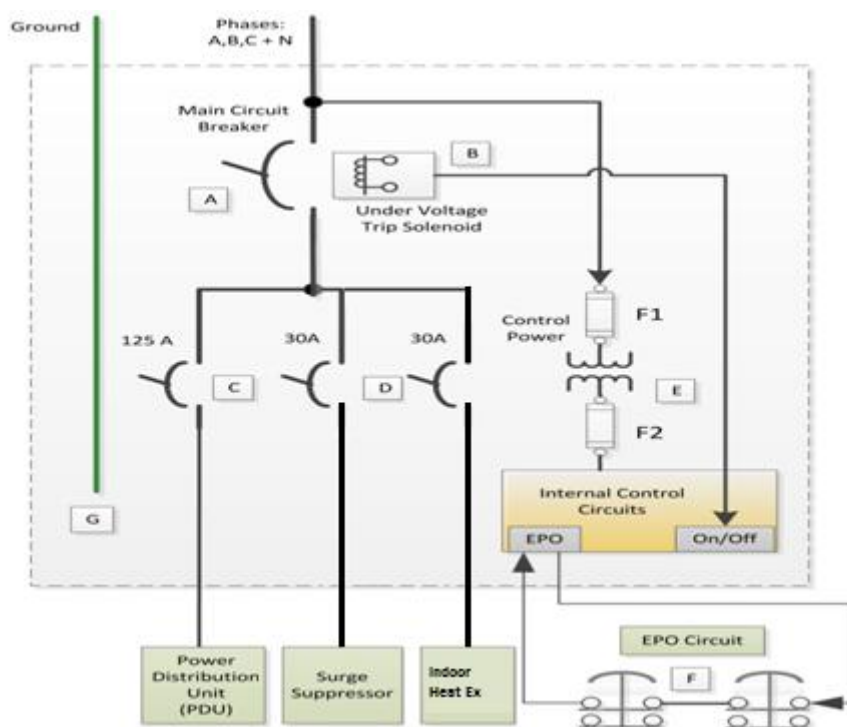 Ground
Phases:
A,B,C + N
Main Circuit
Breaker
B
A
Under Voltage
Trip Solenoid
125 A
30A
30A
Control
Power
F1
C
D
E
F2
Internal Control
Circuits
G
EPO
On/Off
EPO Circuit
F
Power
Distribution
Unit
(PDU)
Surge
Suppressor
Indoor
Heat Ex